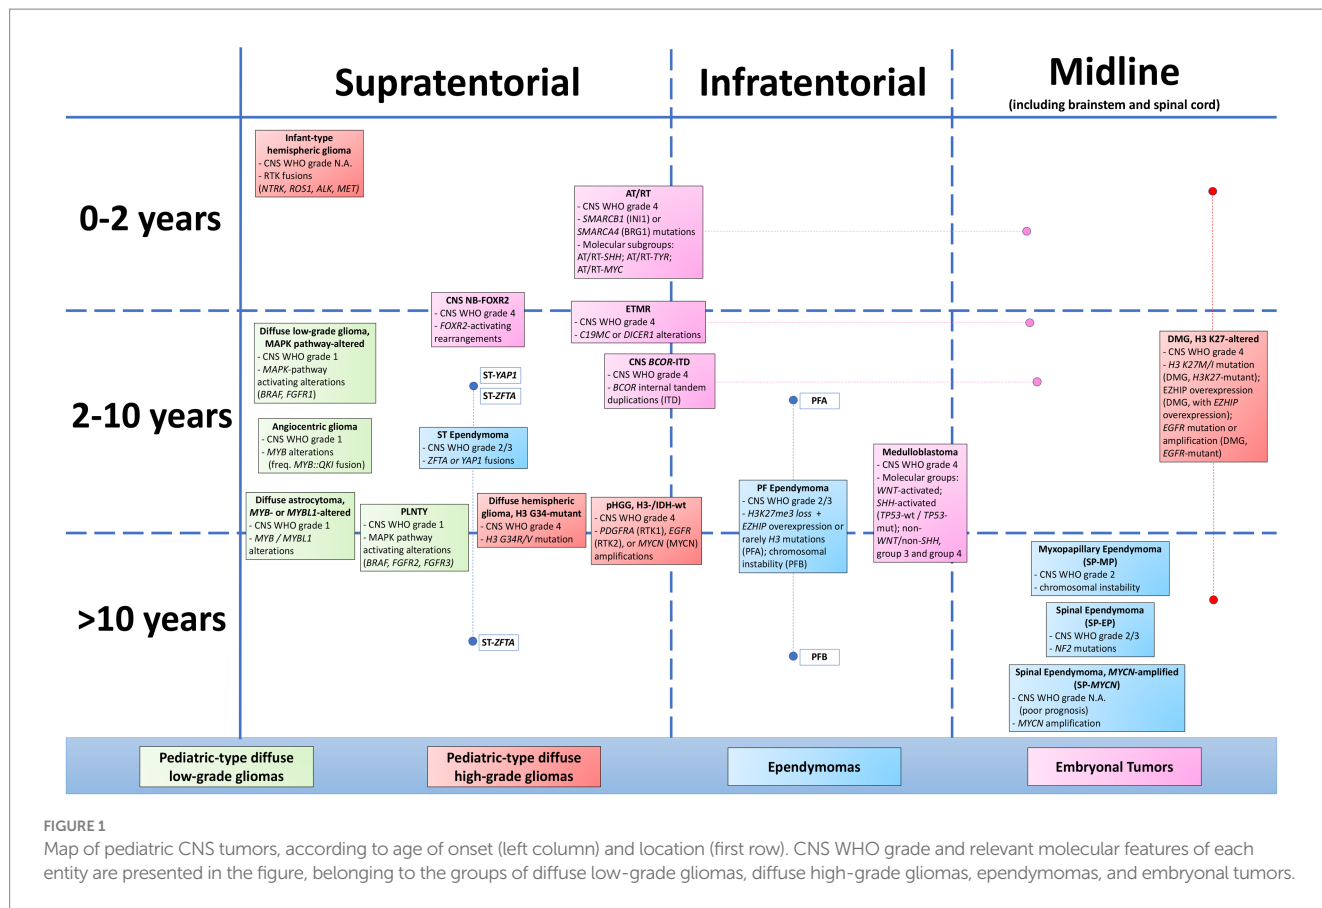 Supratentorial
Infratentorial
Midline
(including brainstem and spinal cord)
0-2 years
Infant-type
hemispheric glioma
- CNS WHO grade N.A.
- RTK fusions
(NTRK, ROS1, ALK, MET)
AT/RT
- CNS WHO grade 4
- SMARCB1 (INI1) or
SMARCA4 (BRG1) mutations
- Molecular subgroups:
AT/RT-SHH; AT/RT-TYR;
AT/RT-MYC
2-10 years
CNS NB-FOXR2
- CNS WHO grade 4
- FOXR2-activating
rearrangements
ETMR
- CNS WHO grade 4
- C19MC or DICER1 alterations
Diffuse low-grade glioma,
MAPK pathway-altered
- CNS WHO grade 1
- MAPK-pathway
activating alterations
(BRAF, FGFR1)
CNS BCOR-ITD
- CNS WHO grade 4
- BCOR internal tandem
duplications (ITD)
ST-YAP1
ST-ZFTA
PFA
DMG, H3 K27-altered
- CNS WHO grade 4
- H3 K27M/I mutation
(DMG, H3K27-mutant);
EZHIP overexpression
(DMG, with EZHIP
overexpression);
EGFR mutation or
amplification (DMG,
EGFR-mutant)
Angiocentric glioma
- CNS WHO grade 1
- MYB alterations
(freq. MYB::QKI fusion)
ST Ependymoma
- CNS WHO grade 2/3
- ZFTA or YAP1 fusions
Medulloblastoma
- CNS WHO grade 4
- Molecular groups:
WNT-activated;
SHH-activated
(TP53-wt / TP53-
mut); non-
WNT/non-SHH,
group 3 and group 4
Diffuse astrocytoma,
MYB- or MYBL1-altered
- CNS WHO grade 1
- MYB / MYBL1
alterations
PLNTY
- CNS WHO grade 1
- MAPK pathway
activating alterations
(BRAF, FGFR2, FGFR3)
Diffuse hemispheric
glioma, H3 G34-mutant
- CNS WHO grade 4
- H3 G34R/V mutation
pHGG, H3-/IDH-wt
- CNS WHO grade 4
- PDGFRA (RTK1), EGFR
(RTK2), or MYCN (MYCN)
amplifications
PF Ependymoma
- CNS WHO grade 2/3
- H3K27me3 loss +
EZHIP overexpression or
rarely H3 mutations
(PFA); chromosomal
instability (PFB)
>10 years
Myxopapillary Ependymoma
(SP-MP)
- CNS WHO grade 2
- chromosomal instability
Spinal Ependymoma
(SP-EP)
- CNS WHO grade 2/3
- NF2 mutations
ST-ZFTA
PFB
Spinal Ependymoma, MYCN-amplified
(SP-MYCN)
- CNS WHO grade N.A.
(poor prognosis)
- MYCN amplification
Pediatric-type diffuse
low-grade gliomas
Pediatric-type diffuse
high-grade gliomas
Ependymomas
Embryonal Tumors
FIGURE 1
Map of pediatric CNS tumors, according to age of onset (left column) and location (first row). CNS WHO grade and relevant molecular features of each
entity are presented in the figure, belonging to the groups of diffuse low-grade gliomas, diffuse high-grade gliomas, ependymomas, and embryonal tumors.